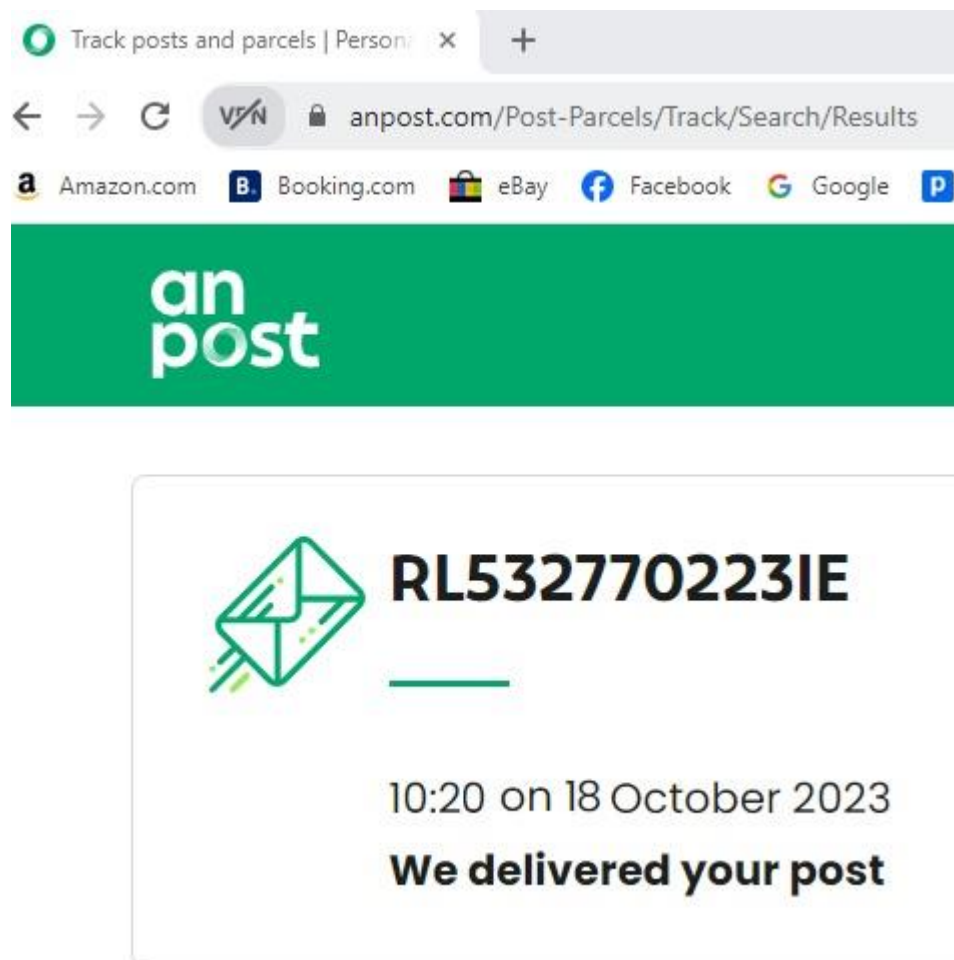 Track posts and parcels | Person
VPN anpost.com/Post-Parcels/Track/Search/Results
a Amazon.com B. Booking.com eBay Facebook G Google p
an
post
RL532770223IE
10:20 on 18 October 2023
We delivered your post